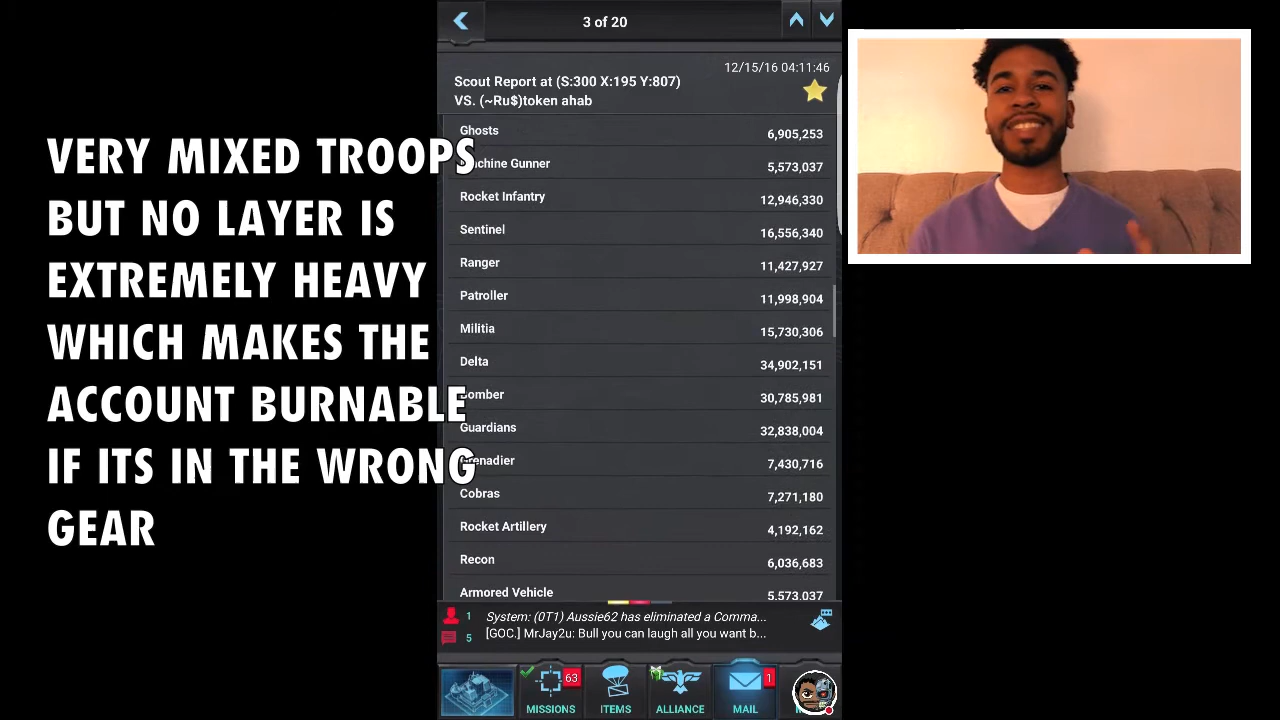 3 of 20
12/15/16 04:11:46
Scout Report at (S:300 X:195 Y:807)
VS. (~Ru$)token ahab
Ghosts 6,905,253
Machine Gunner 5,573,037
Rocket Infantry 12,946,330
Sentinel 16,556,340
Ranger 11,427,927
Patroller 11,998,904
Militia 15,730,306
Delta 34,902,151
Bomber 30,785,981
Guardians 32,838,004
Grenadier 7,430,716
Cobras 7,271,180
Rocket Artillery 4,192,162
Recon 6,036,683
Armored Vehicle 5,573,037
1 System: (0T1) Aussie62 has eliminated a Comma...
5 [GOC.] MrJay2u: Bull you can laugh all you want b...
63
1
MISSIONS ITEMS ALLIANCE MAIL
VERY MIXED TROOPS
BUT NO LAYER IS
EXTREMELY HEAVY
WHICH MAKES THE
ACCOUNT BURNABLE
IF ITS IN THE WRONG
GEAR